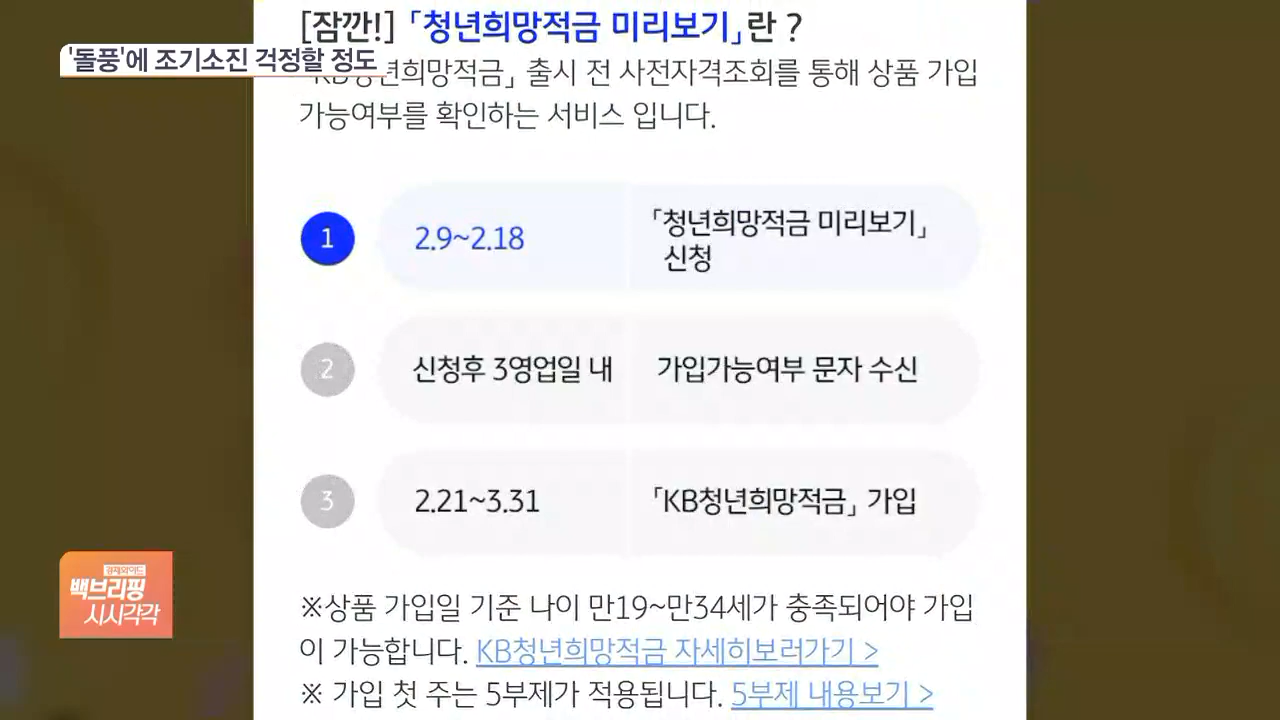 [잠깐!] 「청년희망적금 미리보기」란 ?
'돌풍'에 조기소진 걱정할 정도
「KB청년희망적금」 출시 전 사전자격조회를 통해 상품 가입
가능여부를 확인하는 서비스 입니다.
1
2.9~2.18
「청년희망적금 미리보기」
신청
2
신청후 3영업일 내
가입가능여부 문자 수신
3
2.21~3.31
「KB청년희망적금」 가입
경제와이드
백브리핑
시시각각
※상품 가입일 기준 나이 만19~만34세가 충족되어야 가입
이 가능합니다. KB청년희망적금 자세히보러가기 >
※ 가입 첫 주는 5부제가 적용됩니다. 5부제 내용보기 >